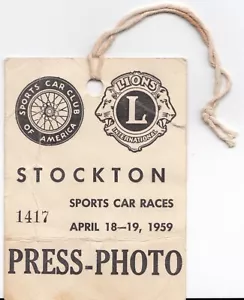 SPORTS CAR CLUB
OF AMERICA
LIONS
L
INTERNATIONAL
STOCKTON
SPORTS CAR RACES
1417
APRIL 18-19, 1959
PRESS-PHOTO